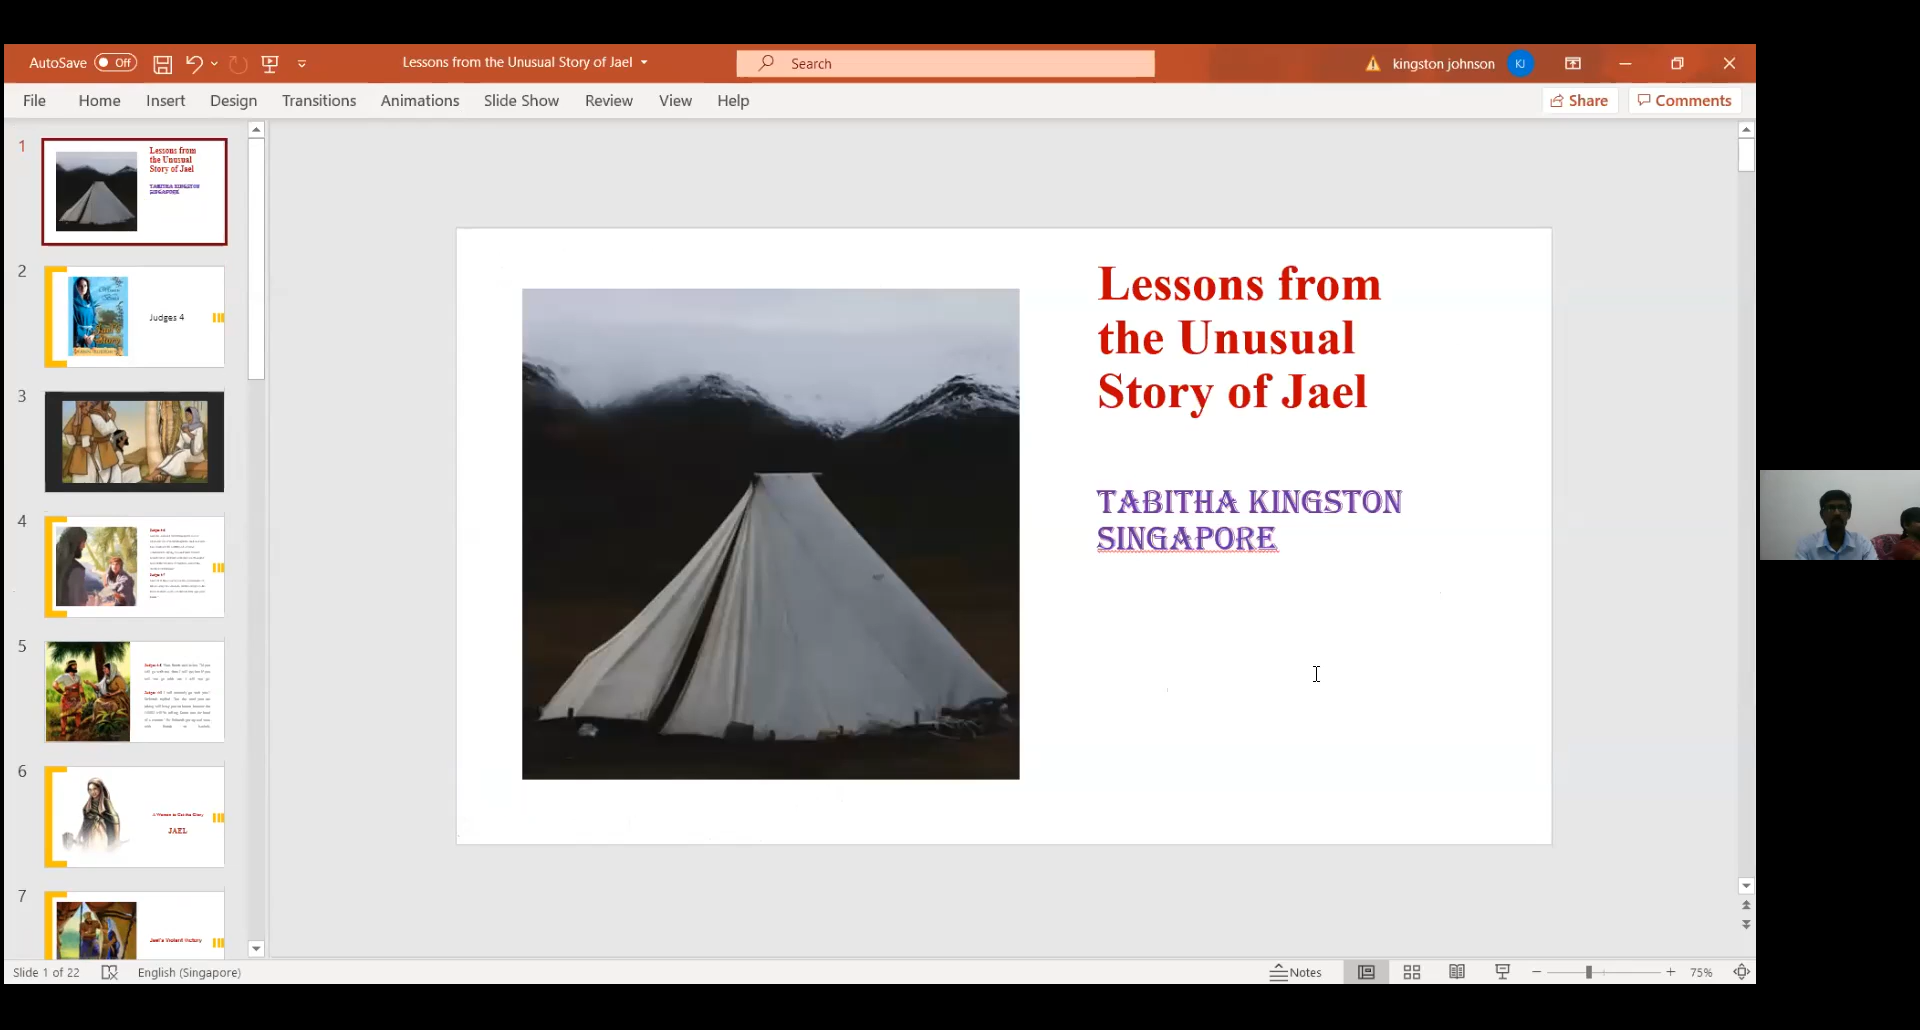 AutoSave Off Lessons from the Unusual Story of Jael Search kingston johnson KJ
File Home Insert Design Transitions Animations Slide Show Review View Help Share Comments
1
Lessons from
the Unusual
Story of Jael
TABITHA KINGSTON
SINGAPORE
2
Judges 4
3
4
5
6
JAEL
7
Jael's Violent Victory
Lessons from
the Unusual
Story of Jael
TABITHA KINGSTON
SINGAPORE
Slide 1 of 22 English (Singapore) Notes 75%